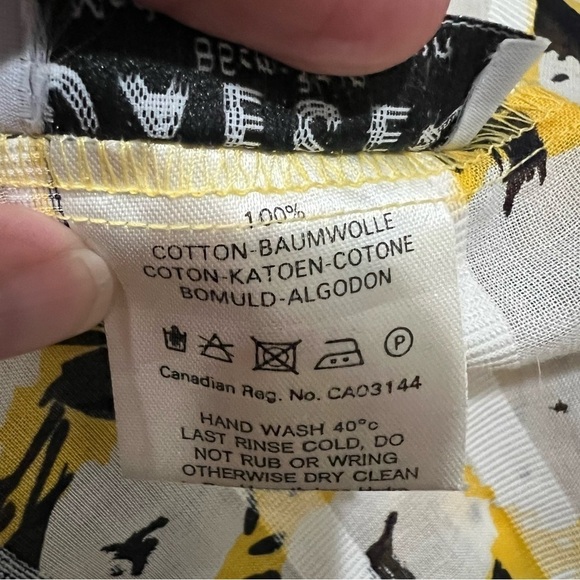 100%
COTTON-BAUMWOLLE
COTON-KATOEN-COTONE
BOMULD-ALGODON
P
Canadian Reg. No. CA03144
HAND WASH 40°c
LAST RINSE COLD, DO
NOT RUB OR WRING
OTHERWISE DRY CLEAN